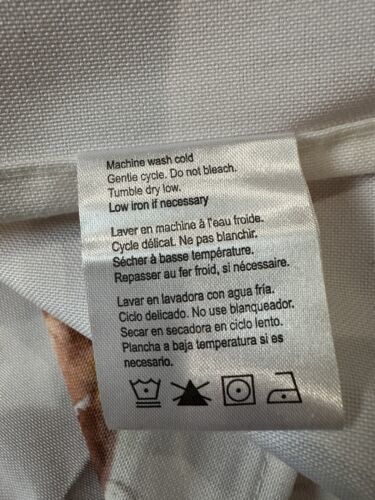 Machine wash cold
Gentle cycle. Do not bleach.
Tumble dry low.
Low iron if necessary
Laver en machine à l'eau froide.
Cycle délicat. Ne pas blanchir.
Sécher à basse température.
Repasser au fer froid, si nécessaire.
Lavar en lavadora con agua fría.
Ciclo delicado. No use blanqueador.
Secar en secadora en ciclo lento.
Plancha a baja temperatura si es
necesario.